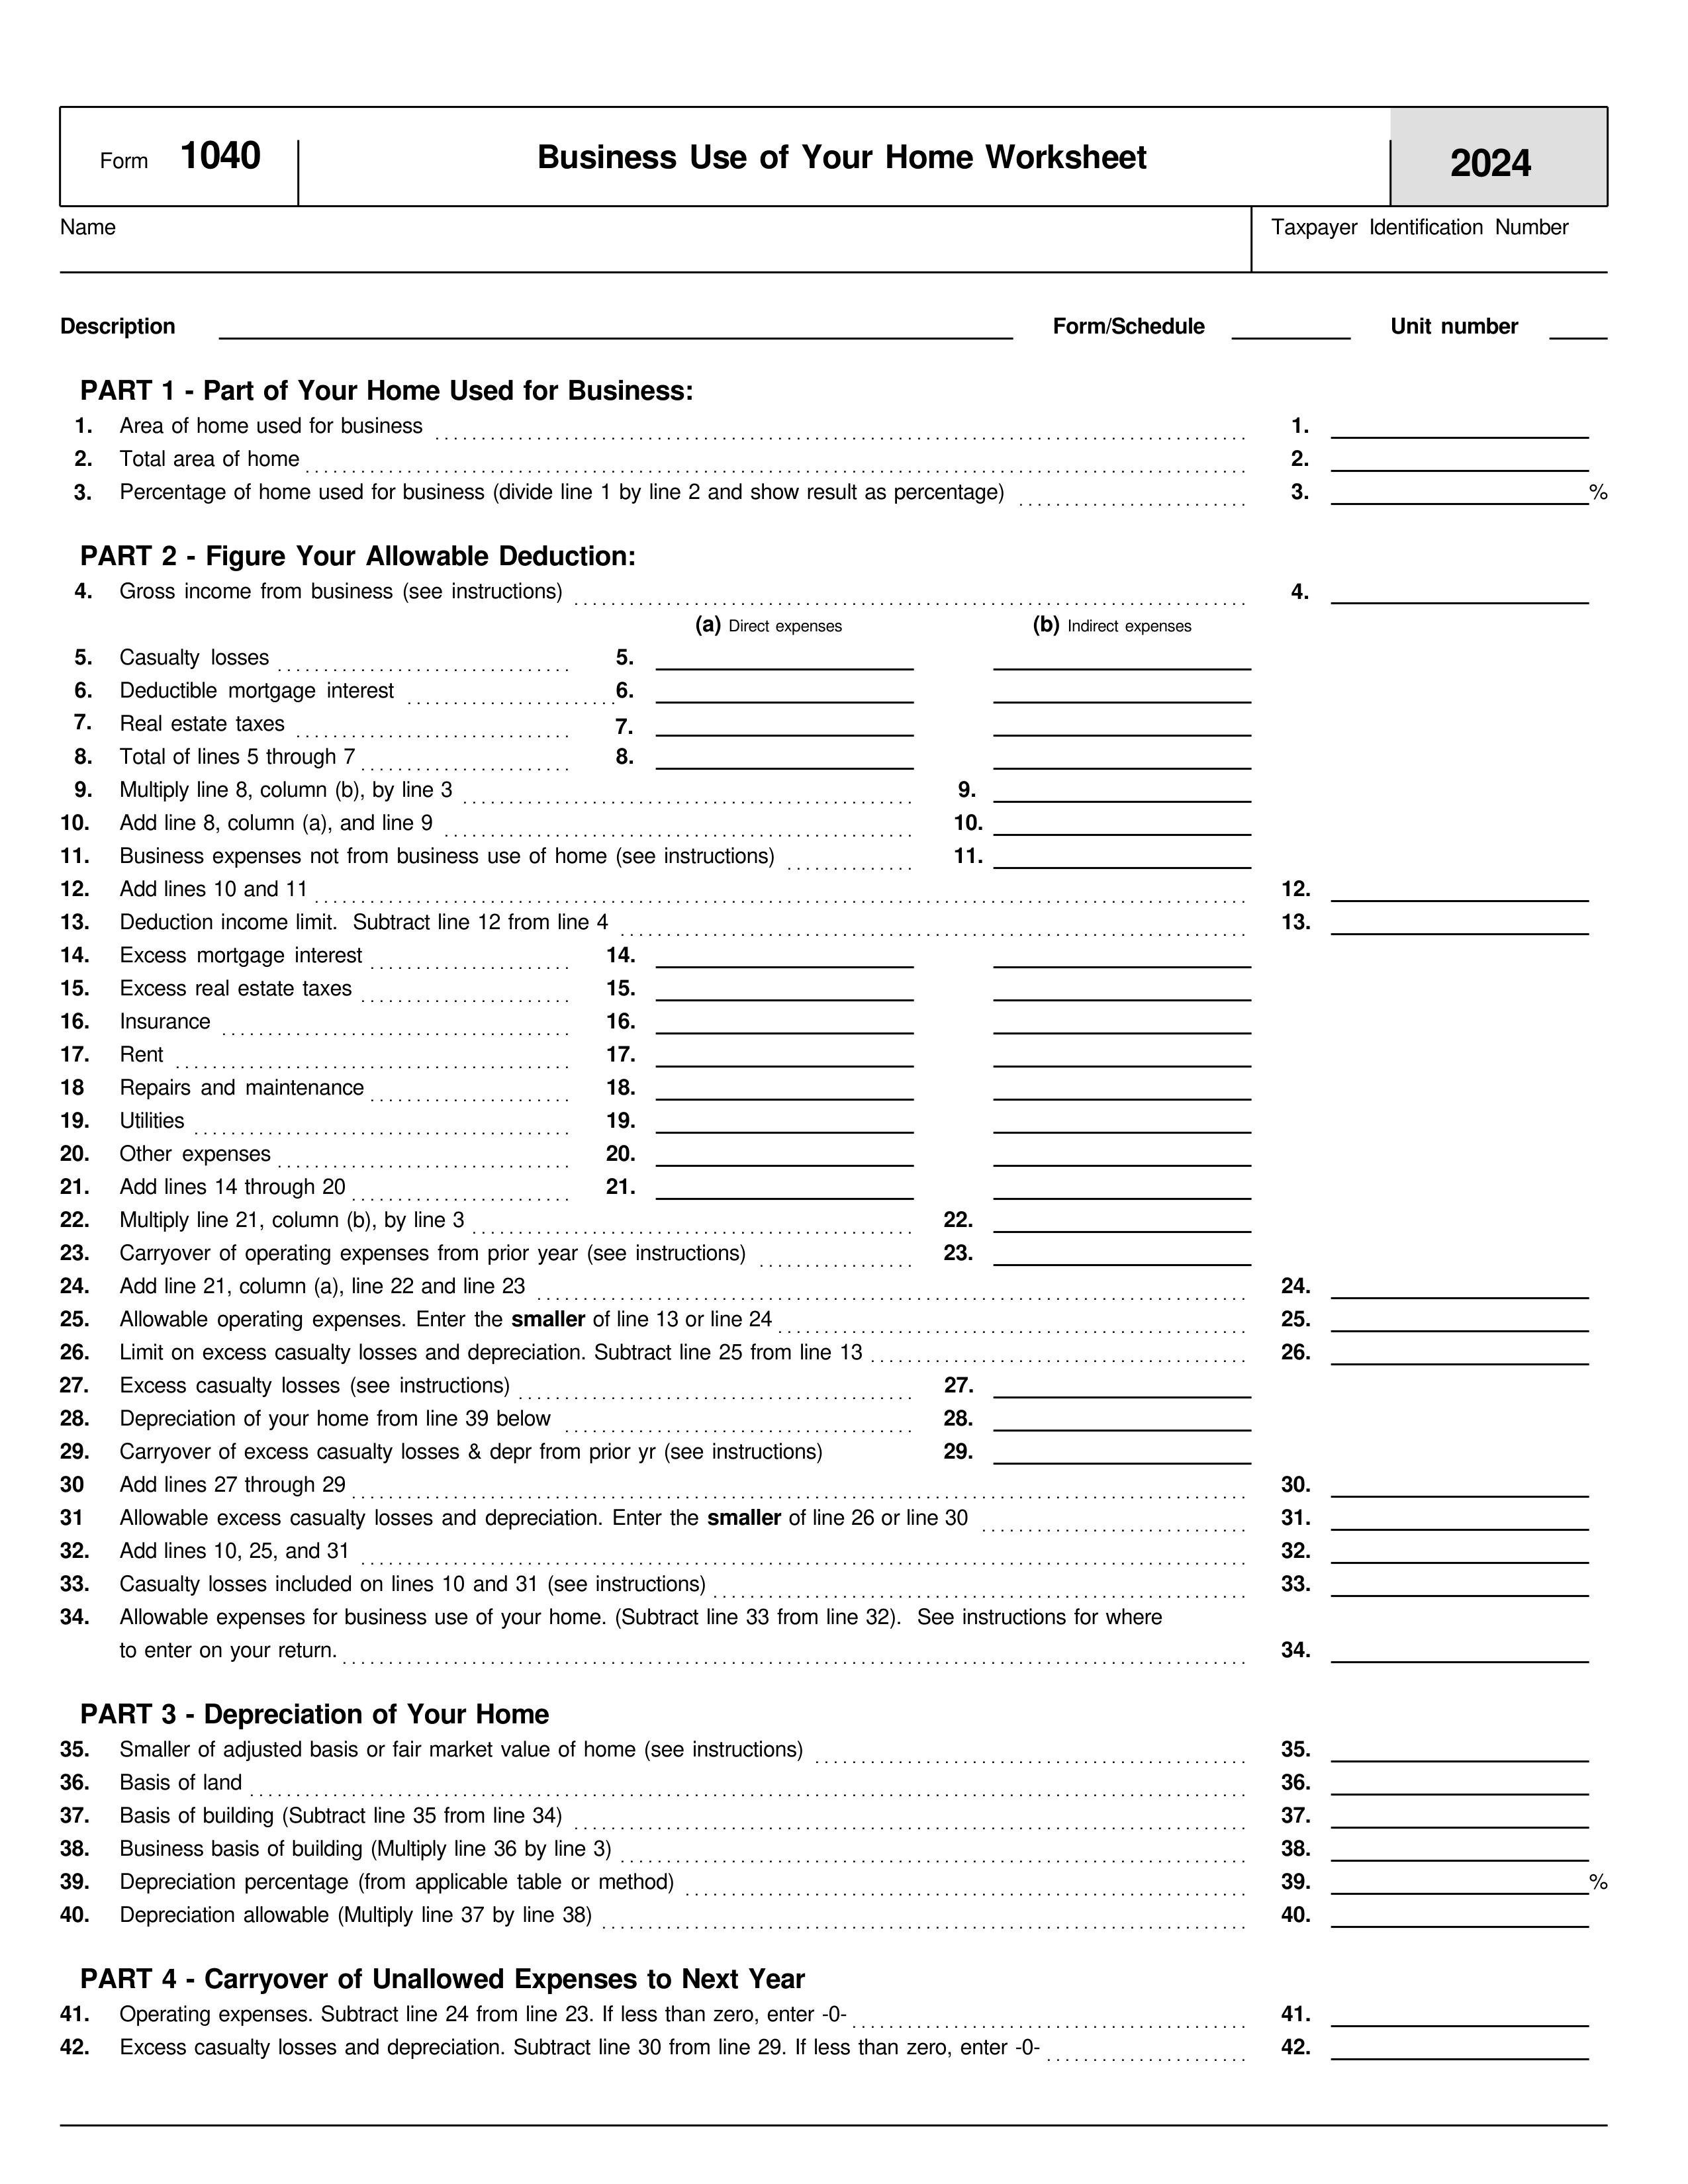 Form 1040 Business Use of Your Home Worksheet 2024
Name Taxpayer Identification Number
Description Form/Schedule Unit number
PART 1 - Part of Your Home Used for Business:
1. Area of home used for business 1.
2. Total area of home 2.
3. Percentage of home used for business (divide line 1 by line 2 and show result as percentage) 3. %
PART 2 - Figure Your Allowable Deduction:
4. Gross income from business (see instructions) 4.
(a) Direct expenses (b) Indirect expenses
5. Casualty losses 5.
6. Deductible mortgage interest 6.
7. Real estate taxes 7.
8. Total of lines 5 through 7 8.
9. Multiply line 8, column (b), by line 3 9.
10. Add line 8, column (a), and line 9 10.
11. Business expenses not from business use of home (see instructions) 11.
12. Add lines 10 and 11 12.
13. Deduction income limit. Subtract line 12 from line 4 13.
14. Excess mortgage interest 14.
15. Excess real estate taxes 15.
16. Insurance 16.
17. Rent 17.
18 Repairs and maintenance 18.
19. Utilities 19.
20. Other expenses 20.
21. Add lines 14 through 20 21.
22. Multiply line 21, column (b), by line 3 22.
23. Carryover of operating expenses from prior year (see instructions) 23.
24. Add line 21, column (a), line 22 and line 23 24.
25. Allowable operating expenses. Enter the smaller of line 13 or line 24 25.
26. Limit on excess casualty losses and depreciation. Subtract line 25 from line 13 26.
27. Excess casualty losses (see instructions) 27.
28. Depreciation of your home from line 39 below 28.
29. Carryover of excess casualty losses & depr from prior yr (see instructions) 29.
30 Add lines 27 through 29 30.
31 Allowable excess casualty losses and depreciation. Enter the smaller of line 26 or line 30 31.
32. Add lines 10, 25, and 31 32.
33. Casualty losses included on lines 10 and 31 (see instructions) 33.
34. Allowable expenses for business use of your home. (Subtract line 33 from line 32). See instructions for where
to enter on your return. 34.
PART 3 - Depreciation of Your Home
35. Smaller of adjusted basis or fair market value of home (see instructions) 35.
36. Basis of land 36.
37. Basis of building (Subtract line 35 from line 34) 37.
38. Business basis of building (Multiply line 36 by line 3) 38.
39. Depreciation percentage (from applicable table or method) 39. %
40. Depreciation allowable (Multiply line 37 by line 38) 40.
PART 4 - Carryover of Unallowed Expenses to Next Year
41. Operating expenses. Subtract line 24 from line 23. If less than zero, enter -0- 41.
42. Excess casualty losses and depreciation. Subtract line 30 from line 29. If less than zero, enter -0- 42.